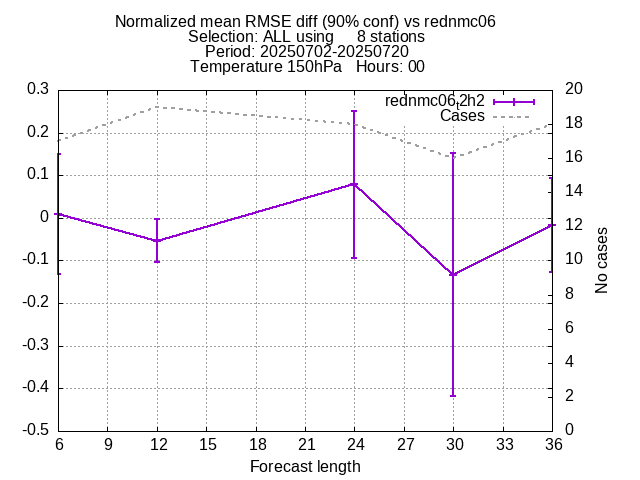 Normalized mean RMSE diff (90% conf) vs rednmc06
Selection: ALL using     8 stations
Period: 20250702-20250720
Temperature 150hPa   Hours: 00
rednmc06_t2h2
Cases
0.3
0.2
0.1
0
-0.1
-0.2
-0.3
-0.4
-0.5
20
18
16
14
12
10
8
6
4
2
0
No cases
6 9 12 15 18 21 24 27 30 33 36
Forecast length